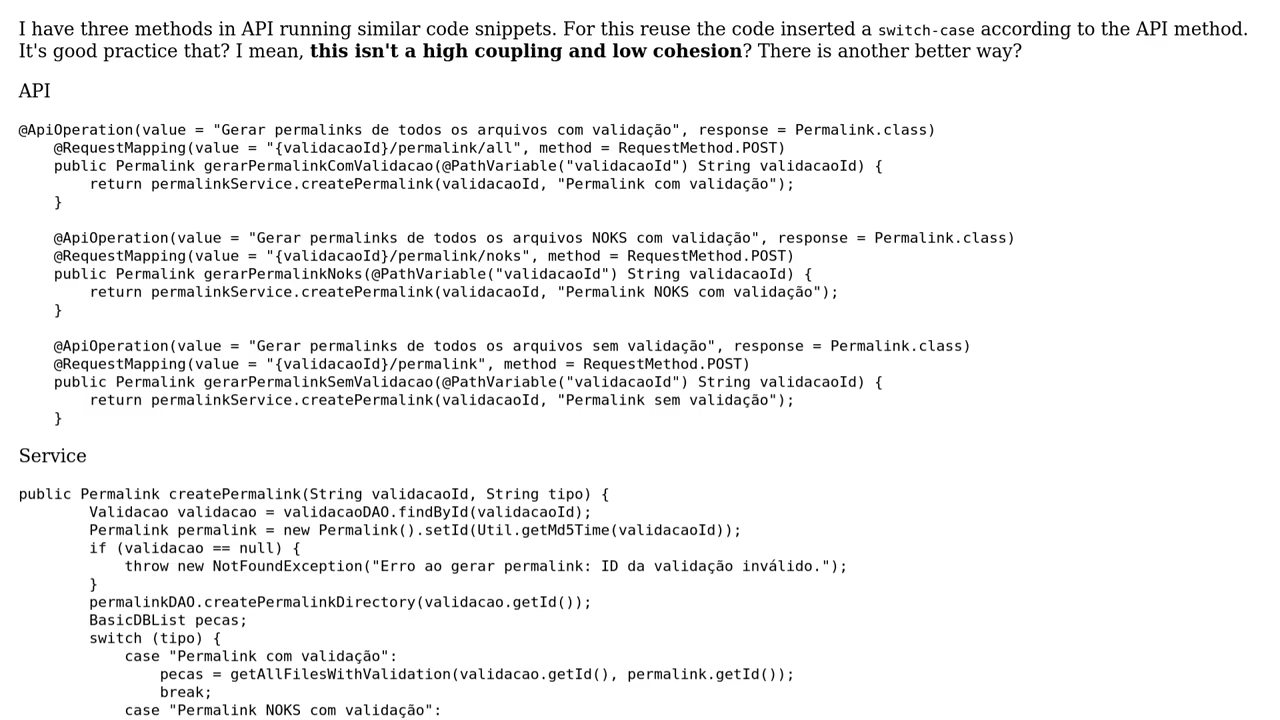 I have three methods in API running similar code snippets. For this reuse the code inserted a switch-case according to the API method.
It's good practice that? I mean, this isn't a high coupling and low cohesion? There is another better way?
API
@ApiOperation(value = "Gerar permalinks de todos os arquivos com validação", response = Permalink.class)
    @RequestMapping(value = "{validacaoId}/permalink/all", method = RequestMethod.POST)
    public Permalink gerarPermalinkComValidacao(@PathVariable("validacaoId") String validacaoId) {
        return permalinkService.createPermalink(validacaoId, "Permalink com validação");
    }
    @ApiOperation(value = "Gerar permalinks de todos os arquivos NOKS com validação", response = Permalink.class)
    @RequestMapping(value = "{validacaoId}/permalink/noks", method = RequestMethod.POST)
    public Permalink gerarPermalinkNoks(@PathVariable("validacaoId") String validacaoId) {
        return permalinkService.createPermalink(validacaoId, "Permalink NOKS com validação");
    }
    @ApiOperation(value = "Gerar permalinks de todos os arquivos sem validação", response = Permalink.class)
    @RequestMapping(value = "{validacaoId}/permalink", method = RequestMethod.POST)
    public Permalink gerarPermalinkSemValidacao(@PathVariable("validacaoId") String validacaoId) {
        return permalinkService.createPermalink(validacaoId, "Permalink sem validação");
    }
Service
public Permalink createPermalink(String validacaoId, String tipo) {
        Validacao validacao = validacaoDAO.findById(validacaoId);
        Permalink permalink = new Permalink().setId(Util.getMd5Time(validacaoId));
        if (validacao == null) {
            throw new NotFoundException("Erro ao gerar permalink: ID da validação inválido.");
        }
        permalinkDAO.createPermalinkDirectory(validacao.getId());
        BasicDBList pecas;
        switch (tipo) {
            case "Permalink com validação":
                pecas = getAllFilesWithValidation(validacao.getId(), permalink.getId());
                break;
            case "Permalink NOKS com validação":